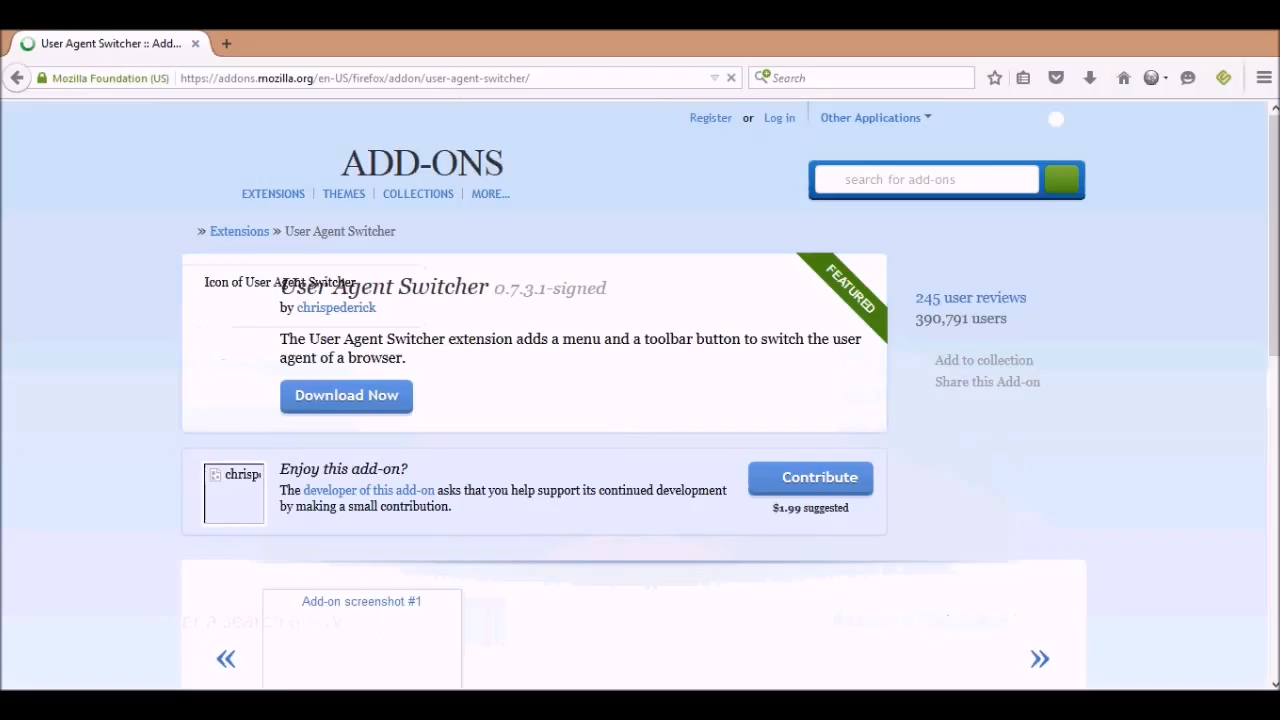 User Agent Switcher :: Add...
Mozilla Foundation (US)
https://addons.mozilla.org/en-US/firefox/addon/user-agent-switcher/
Search
Register or Log in
Other Applications
ADD-ONS
EXTENSIONS
THEMES
COLLECTIONS
MORE...
search for add-ons
» Extensions » User Agent Switcher
Icon of User Agent Switcher
User Agent Switcher 0.7.3.1-signed
FEATURED
by chrispederick
The User Agent Switcher extension adds a menu and a toolbar button to switch the user
agent of a browser.
Download Now
245 user reviews
390,791 users
Add to collection
Share this Add-on
chrisp
Enjoy this add-on?
The developer of this add-on asks that you help support its continued development
by making a small contribution.
Contribute
$1.99 suggested
Add-on screenshot #1
«
»